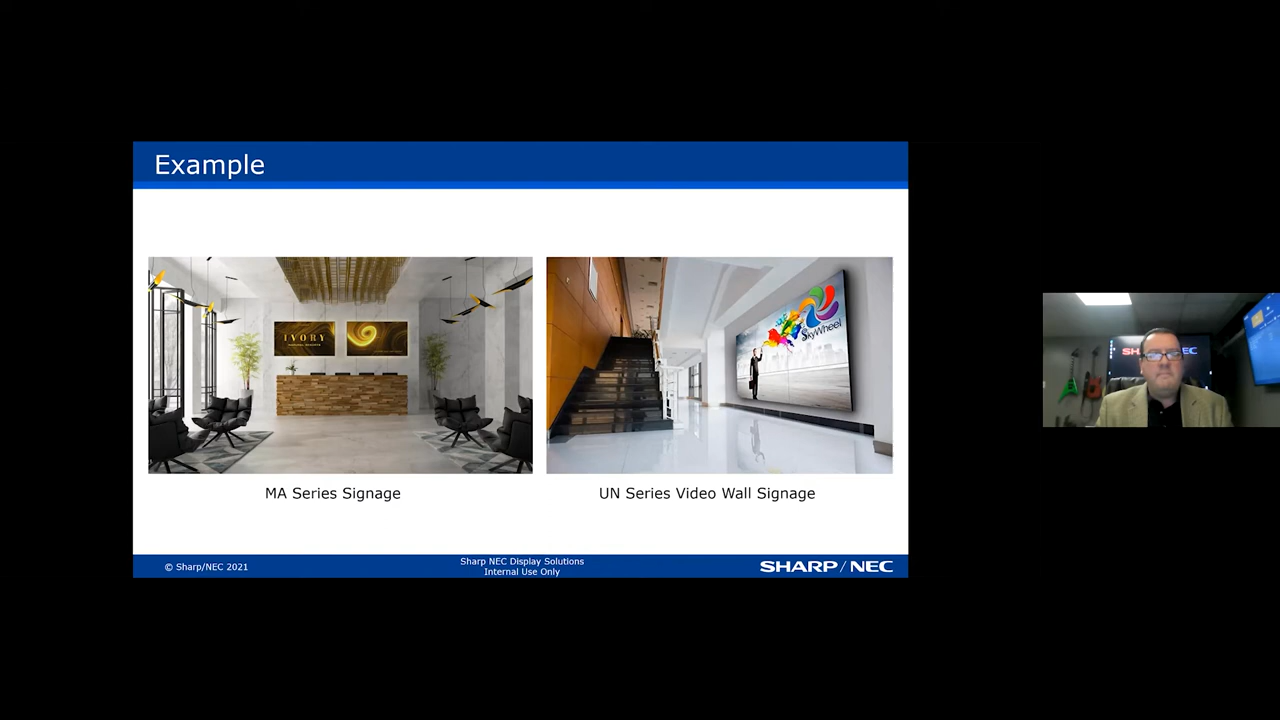 Example
IVORY
SkyWheel
MA Series Signage
UN Series Video Wall Signage
© Sharp/NEC 2021
Sharp NEC Display Solutions
Internal Use Only
SHARP/NEC